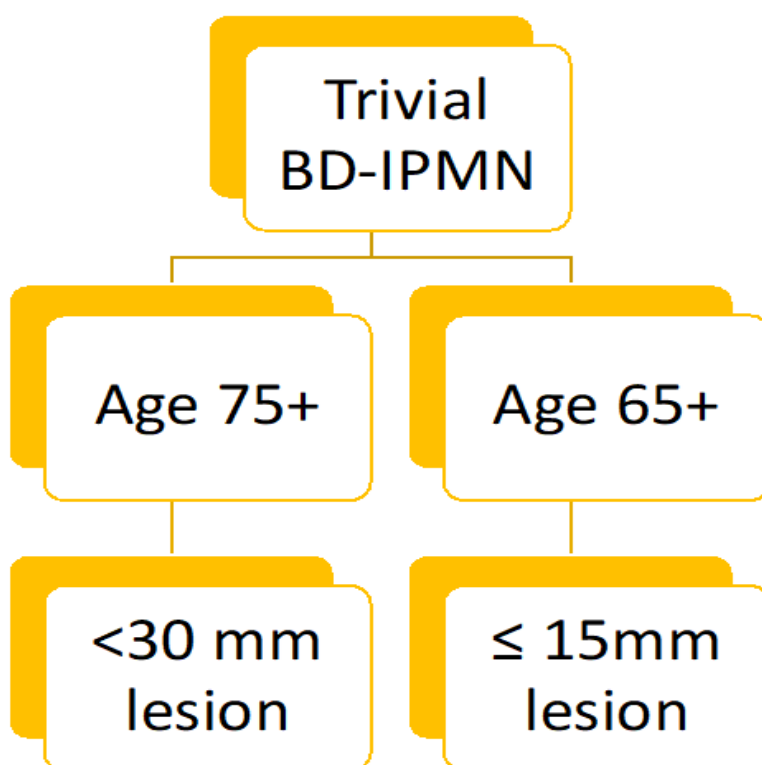 Trivial
BD-IPMN
Age 75+
Age 65+
<30 mm
lesion
≤ 15mm
lesion